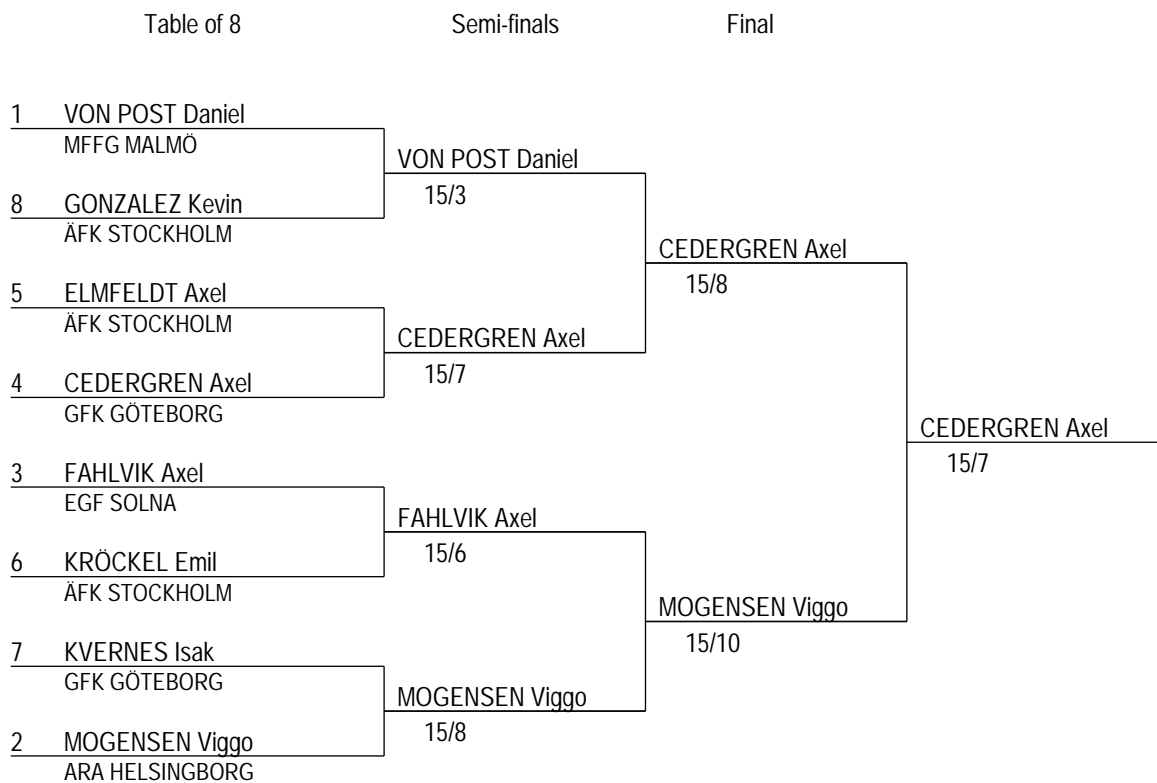 Table of 8 Semi-finals Final
1 VON POST Daniel
MFFG MALMÖ
VON POST Daniel
15/3
8 GONZALEZ Kevin
ÄFK STOCKHOLM
CEDERGREN Axel
15/8
5 ELMFELDT Axel
ÄFK STOCKHOLM
CEDERGREN Axel
15/7
4 CEDERGREN Axel
GFK GÖTEBORG
CEDERGREN Axel
15/7
3 FAHLVIK Axel
EGF SOLNA
FAHLVIK Axel
15/6
6 KRÖCKEL Emil
ÄFK STOCKHOLM
MOGENSEN Viggo
15/10
7 KVERNES Isak
GFK GÖTEBORG
MOGENSEN Viggo
15/8
2 MOGENSEN Viggo
ARA HELSINGBORG